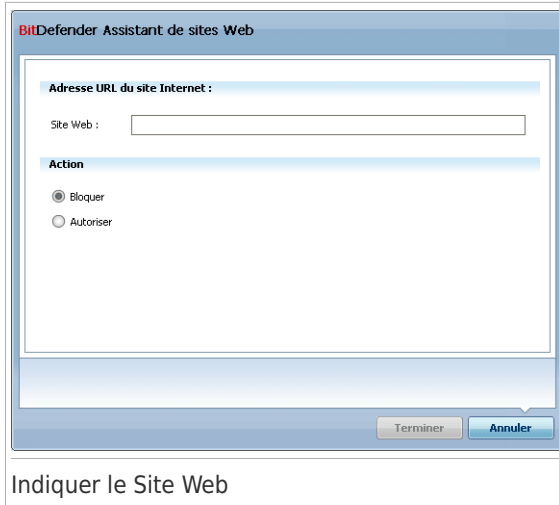 BitDefender Assistant de sites Web
Adresse URL du site Internet :
Site Web :
Action
Bloquer
Autoriser
Terminer Annuler
Indiquer le Site Web